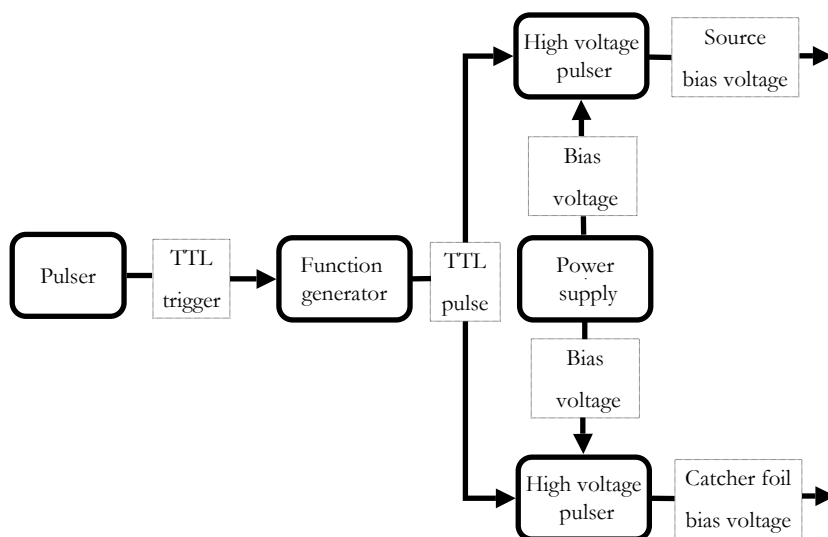 High voltage
pulser
Source
bias voltage
Bias
voltage
Pulser
TTL
trigger
Function
generator
TTL
pulse
Power
supply
Bias
voltage
High voltage
pulser
Catcher foil
bias voltage